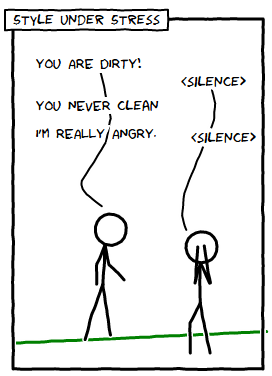 STYLE UNDER STRESS
YOU ARE DIRTY!
YOU NEVER CLEAN
I'M REALLY ANGRY.
<SILENCE>
<SILENCE>